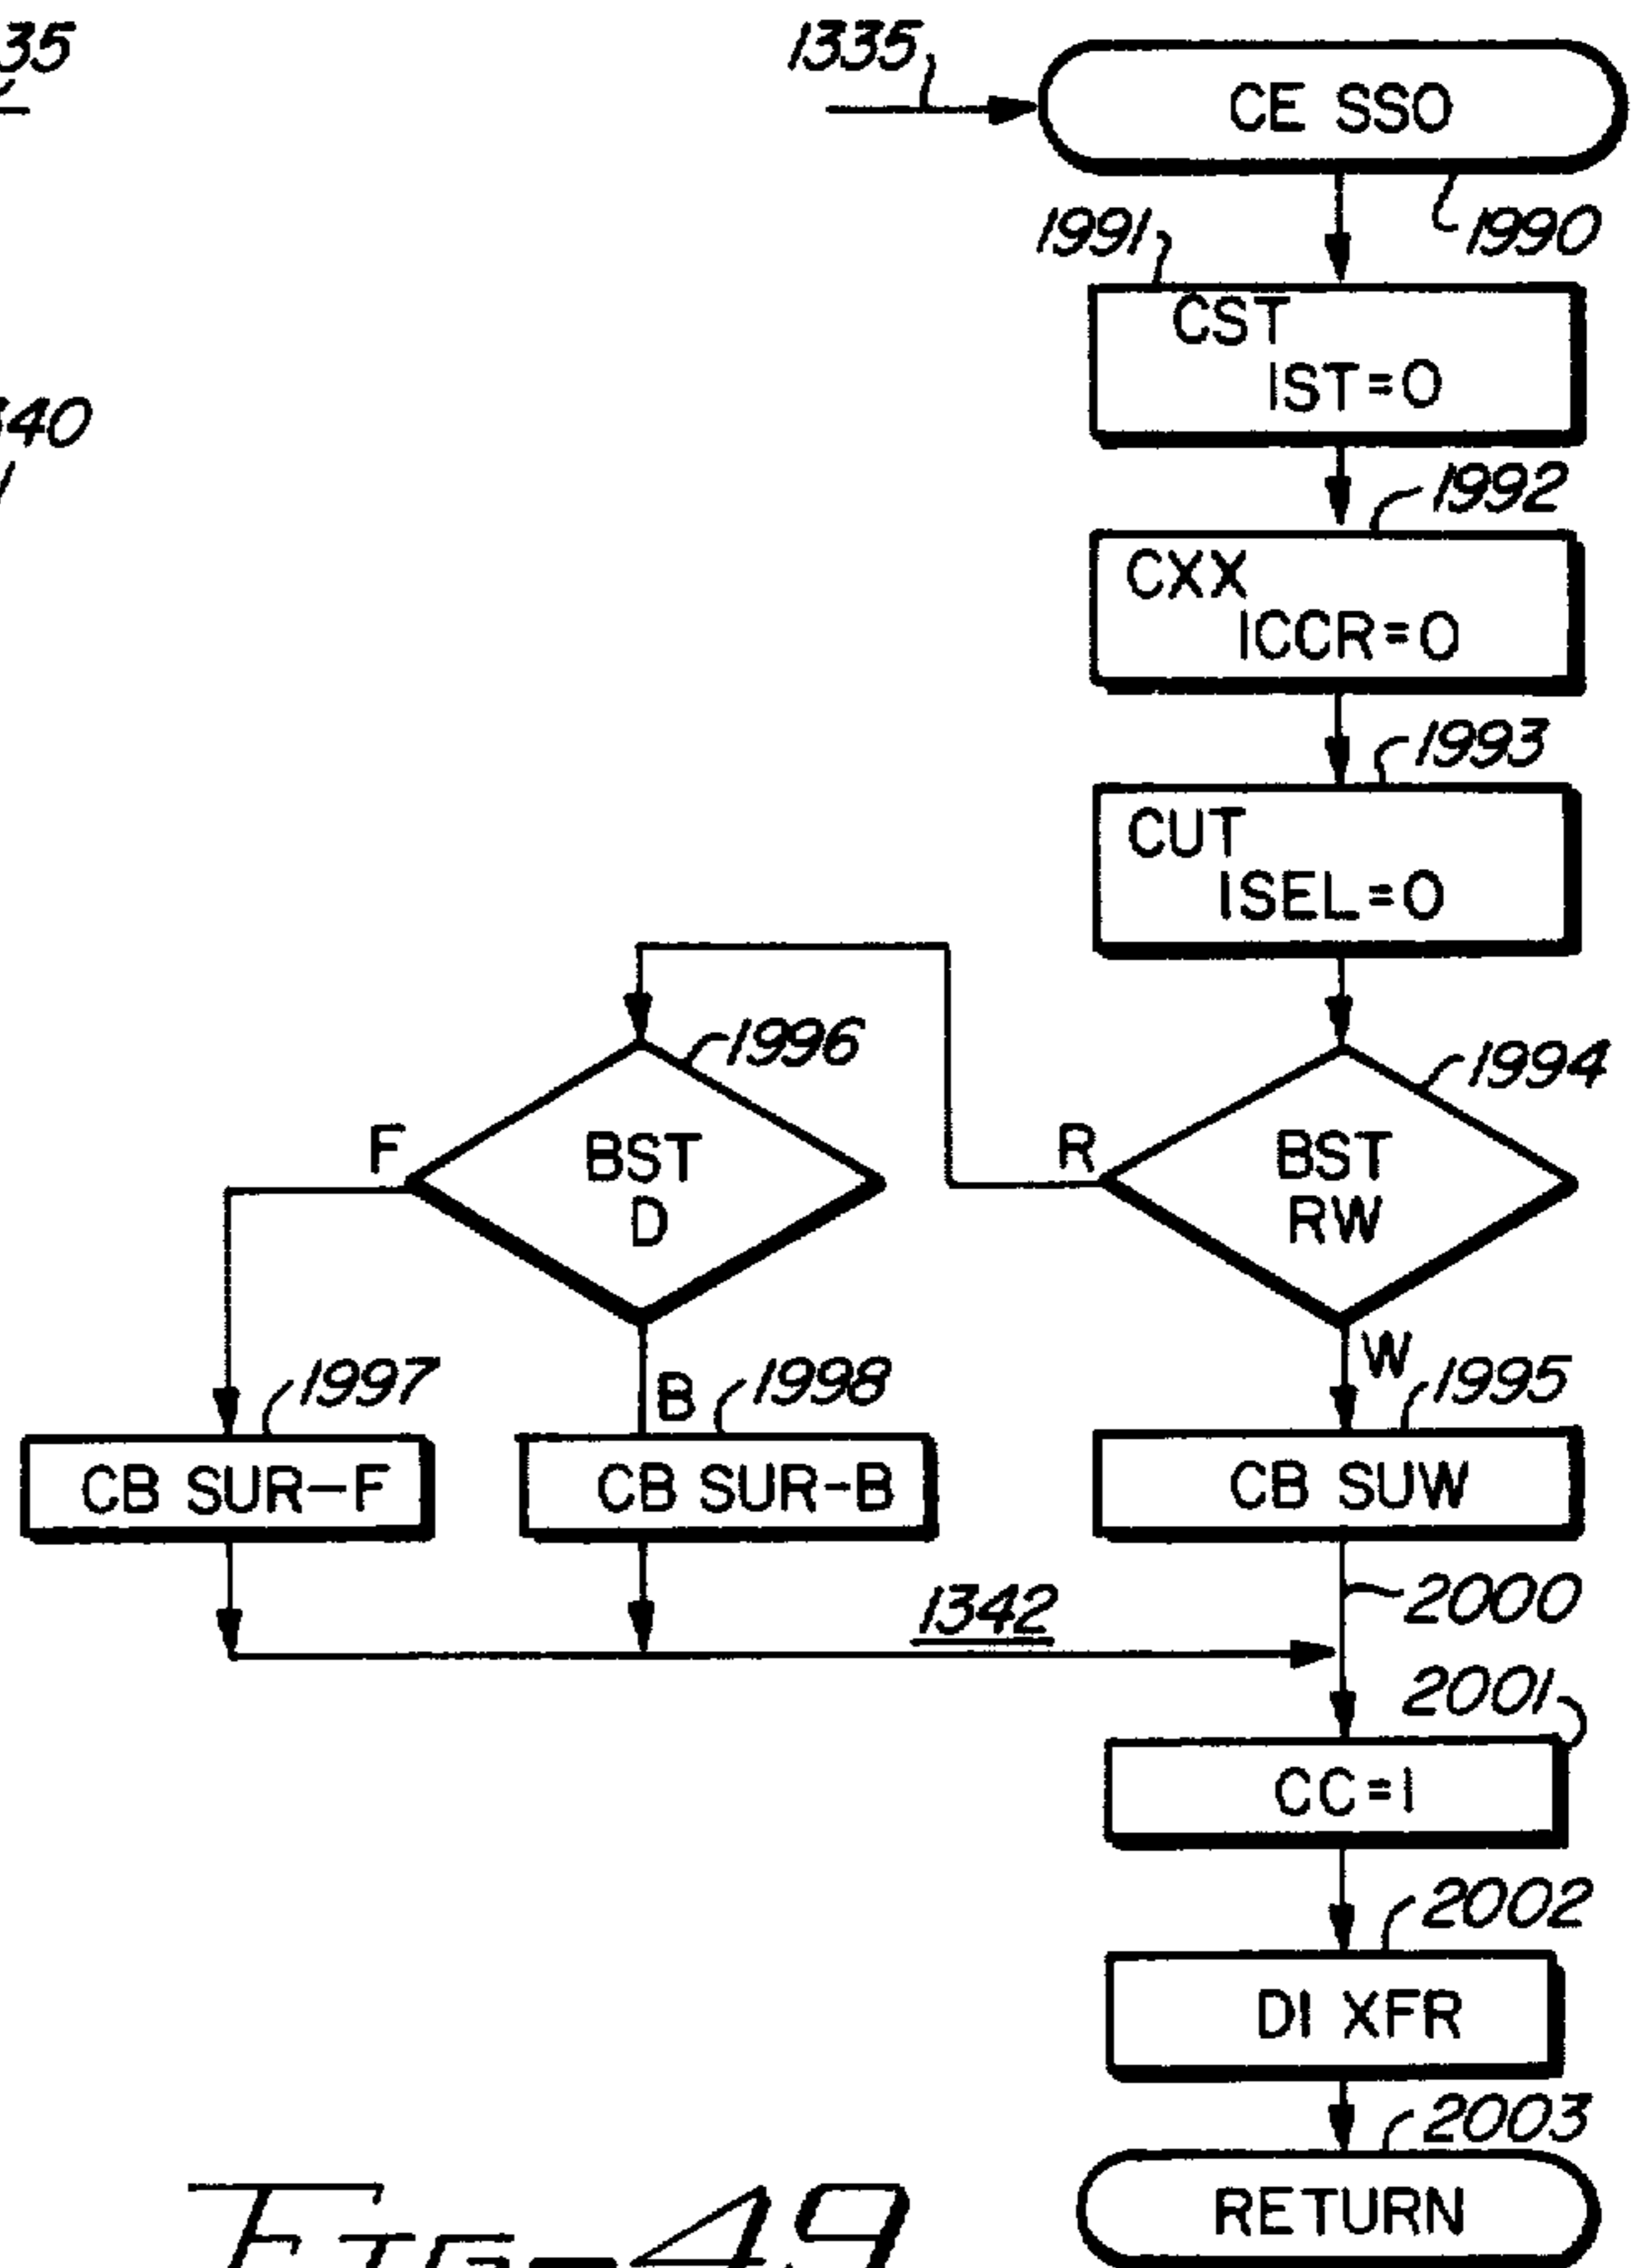 35
1335
CE SSO
1990
1991
CST
IST=0
340
1992
CXX
ICCR=0
1993
CUT
ISEL=0
1996
1994
F
BST
D
R
BST
RW
W
1997
B
1998
1995
CB SUR-F
CB SUR-B
CB SUW
1342
2000
2001
CC=1
2002
DI XFR
2003
RETURN
FIG-49